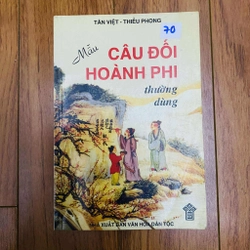 TÂN VIỆT - THIỀU PHONG
70
Mẫu
CÂU ĐỐI
HOÀNH PHI
thường
dùng
NHÀ XUẤT BẢN VĂN HÓA DÂN TỘC